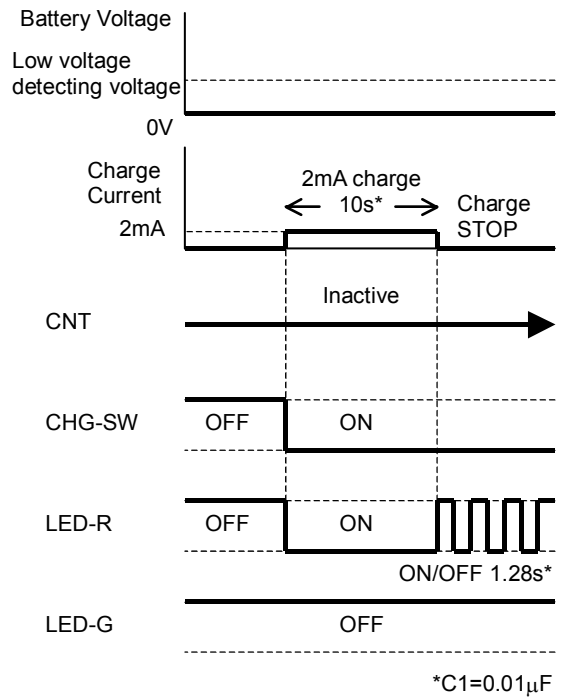 Battery Voltage
Low voltage
detecting voltage
0V
Charge
Current
2mA
2mA charge
10s*
Charge
STOP
Inactive
CNT
CHG-SW
OFF
ON
LED-R
OFF
ON
ON/OFF 1.28s*
LED-G
OFF
*C1=0.01μF